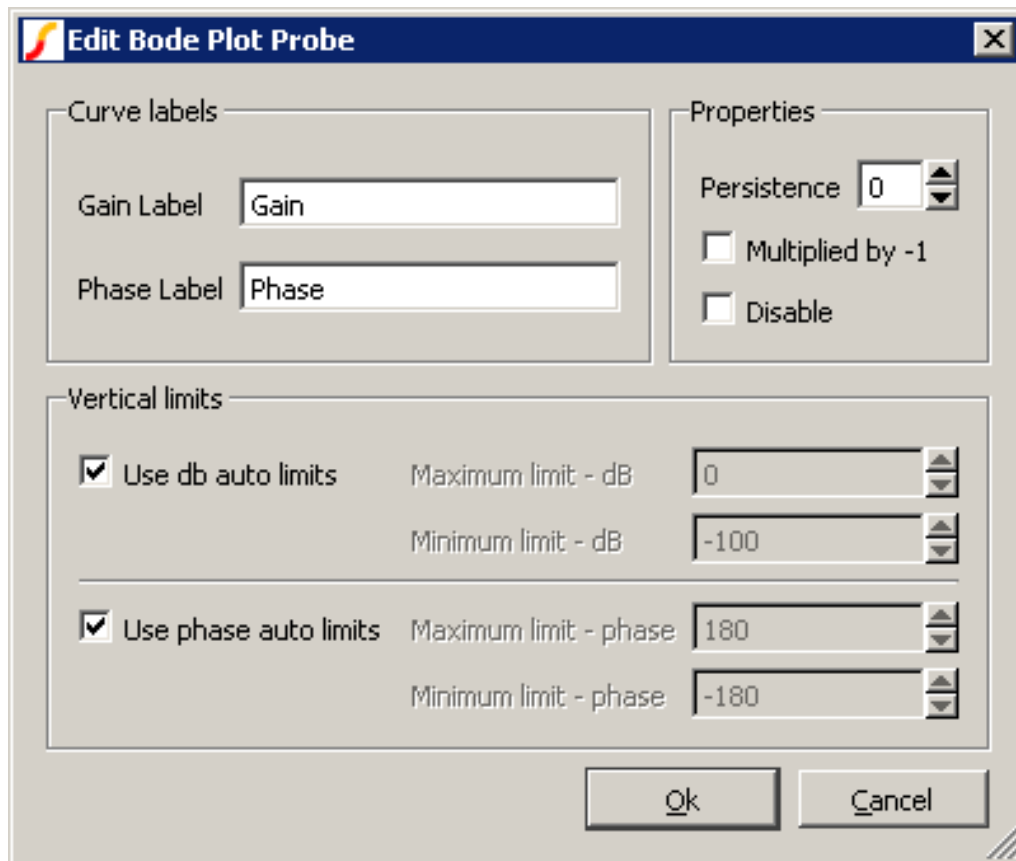 Edit Bode Plot Probe
Curve labels
Gain Label Gain
Phase Label Phase
Properties
Persistence 0
Multiplied by -1
Disable
Vertical limits
Use db auto limits Maximum limit - dB 0
Minimum limit - dB -100
Use phase auto limits Maximum limit - phase 180
Minimum limit - phase -180
Ok Cancel